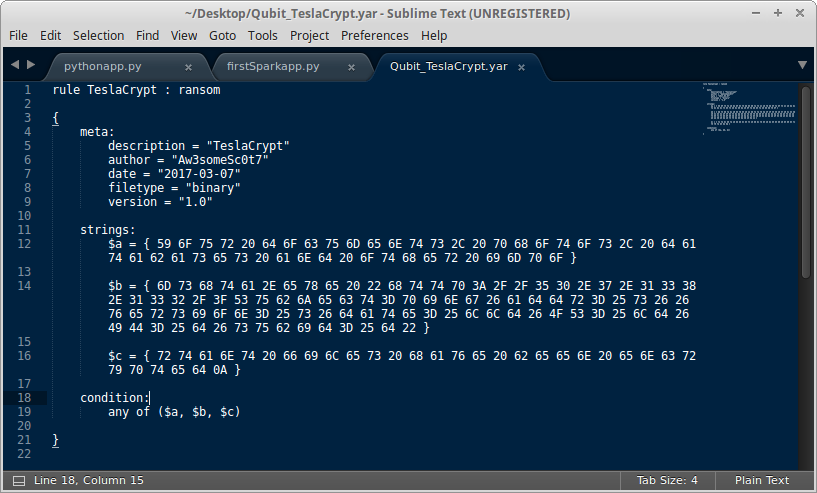 ~/Desktop/Qubit_TeslaCrypt.yar - Sublime Text (UNREGISTERED)
File Edit Selection Find View Goto Tools Project Preferences Help
pythonapp.py × firstSparkapp.py × Qubit_TeslaCrypt.yar ×
1 rule TeslaCrypt : ransom
2
3 {
4 meta:
5 description = "TeslaCrypt"
6 author = "Aw3someSc0t7"
7 date = "2017-03-07"
8 filetype = "binary"
9 version = "1.0"
10
11 strings:
12 $a = { 59 6F 75 72 20 64 6F 63 75 6D 65 6E 74 73 2C 20 70 68 6F 74 6F 73 2C 20 64 61
74 61 62 61 73 65 73 20 61 6E 64 20 6F 74 68 65 72 20 69 6D 70 6F }
13
14 $b = { 6D 73 68 74 61 2E 65 78 65 20 22 68 74 74 70 3A 2F 2F 35 30 2E 37 2E 31 33 38
2E 31 33 32 2F 3F 53 75 62 6A 65 63 74 3D 70 69 6E 67 26 61 64 64 72 3D 25 73 26 26
76 65 72 73 69 6F 6E 3D 25 73 26 64 61 74 65 3D 25 6C 6C 64 26 4F 53 3D 25 6C 64 26
49 44 3D 25 64 26 73 75 62 69 64 3D 25 64 22 }
15
16 $c = { 72 74 61 6E 74 20 66 69 6C 65 73 20 68 61 76 65 20 62 65 65 6E 20 65 6E 63 72
79 70 74 65 64 0A }
17
18 condition:
19 any of ($a, $b, $c)
20
21 }
22
Line 18, Column 15 Tab Size: 4 Plain Text